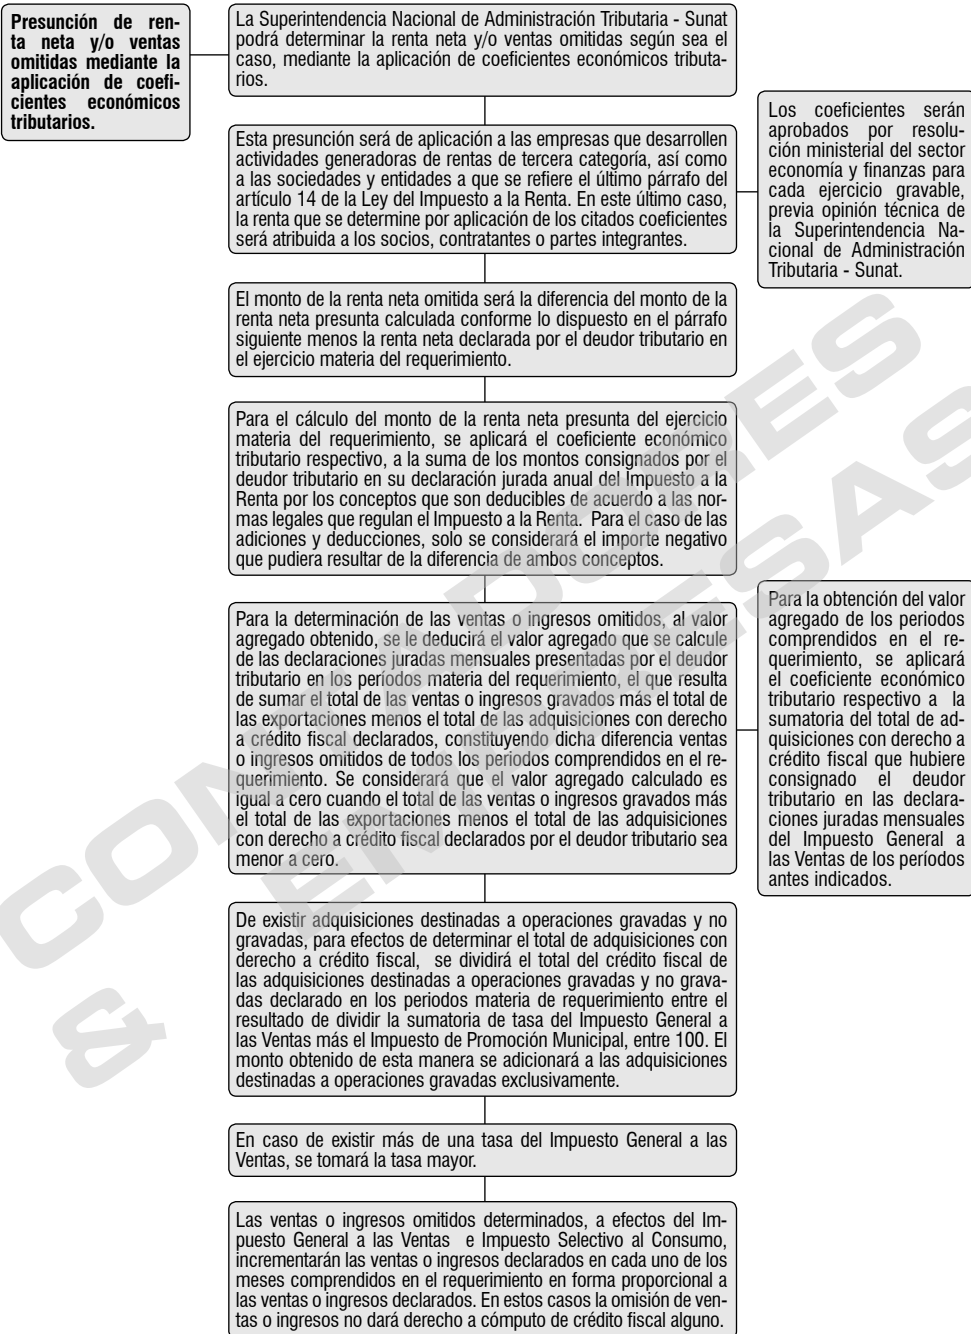 Presunción de ren-
ta neta y/o ventas
omitidas mediante la
aplicación de coefi-
cientes económicos
tributarios.
La Superintendencia Nacional de Administración Tributaria - Sunat
podrá determinar la renta neta y/o ventas omitidas según sea el
caso, mediante la aplicación de coeficientes económicos tributa-
rios.
Esta presunción será de aplicación a las empresas que desarrollen
actividades generadoras de rentas de tercera categoría, así como
a las sociedades y entidades a que se refiere el último párrafo del
artículo 14 de la Ley del Impuesto a la Renta. En este último caso,
la renta que se determine por aplicación de los citados coeficientes
será atribuida a los socios, contratantes o partes integrantes.
Los coeficientes serán
aprobados por resolu-
ción ministerial del sector
economía y finanzas para
cada ejercicio gravable,
previa opinión técnica de
la Superintendencia Na-
cional de Administración
Tributaria - Sunat.
El monto de la renta neta omitida será la diferencia del monto de la
renta neta presunta calculada conforme lo dispuesto en el párrafo
siguiente menos la renta neta declarada por el deudor tributario en
el ejercicio materia del requerimiento.
Para el cálculo del monto de la renta neta presunta del ejercicio
materia del requerimiento, se aplicará el coeficiente económico
tributario respectivo, a la suma de los montos consignados por el
deudor tributario en su declaración jurada anual del Impuesto a la
Renta por los conceptos que son deducibles de acuerdo a las nor-
mas legales que regulan el Impuesto a la Renta. Para el caso de las
adiciones y deducciones, solo se considerará el importe negativo
que pudiera resultar de la diferencia de ambos conceptos.
Para la determinación de las ventas o ingresos omitidos, al valor
agregado obtenido, se le deducirá el valor agregado que se calcule
de las declaraciones juradas mensuales presentadas por el deudor
tributario en los períodos materia del requerimiento, el que resulta
de sumar el total de las ventas o ingresos gravados más el total de
las exportaciones menos el total de las adquisiciones con derecho
a crédito fiscal declarados, constituyendo dicha diferencia ventas
o ingresos omitidos de todos los periodos comprendidos en el re-
querimiento. Se considerará que el valor agregado calculado es
igual a cero cuando el total de las ventas o ingresos gravados más
el total de las exportaciones menos el total de las adquisiciones
con derecho a crédito fiscal declarados por el deudor tributario sea
menor a cero.
Para la obtención del valor
agregado de los periodos
comprendidos en el re-
querimiento, se aplicará
el coeficiente económico
tributario respectivo a la
sumatoria del total de ad-
quisiciones con derecho a
crédito fiscal que hubiere
consignado el deudor
tributario en las declara-
ciones juradas mensuales
del Impuesto General a
las Ventas de los períodos
antes indicados.
De existir adquisiciones destinadas a operaciones gravadas y no
gravadas, para efectos de determinar el total de adquisiciones con
derecho a crédito fiscal, se dividirá el total del crédito fiscal de
las adquisiciones destinadas a operaciones gravadas y no grava-
das declarado en los periodos materia de requerimiento entre el
resultado de dividir la sumatoria de tasa del Impuesto General a
las Ventas más el Impuesto de Promoción Municipal, entre 100. El
monto obtenido de esta manera se adicionará a las adquisiciones
destinadas a operaciones gravadas exclusivamente.
En caso de existir más de una tasa del Impuesto General a las
Ventas, se tomará la tasa mayor.
Las ventas o ingresos omitidos determinados, a efectos del Im-
puesto General a las Ventas e Impuesto Selectivo al Consumo,
incrementarán las ventas o ingresos declarados en cada uno de los
meses comprendidos en el requerimiento en forma proporcional a
las ventas o ingresos declarados. En estos casos la omisión de ven-
tas o ingresos no dará derecho a cómputo de crédito fiscal alguno.
CONTADORES
& EMPRESAS